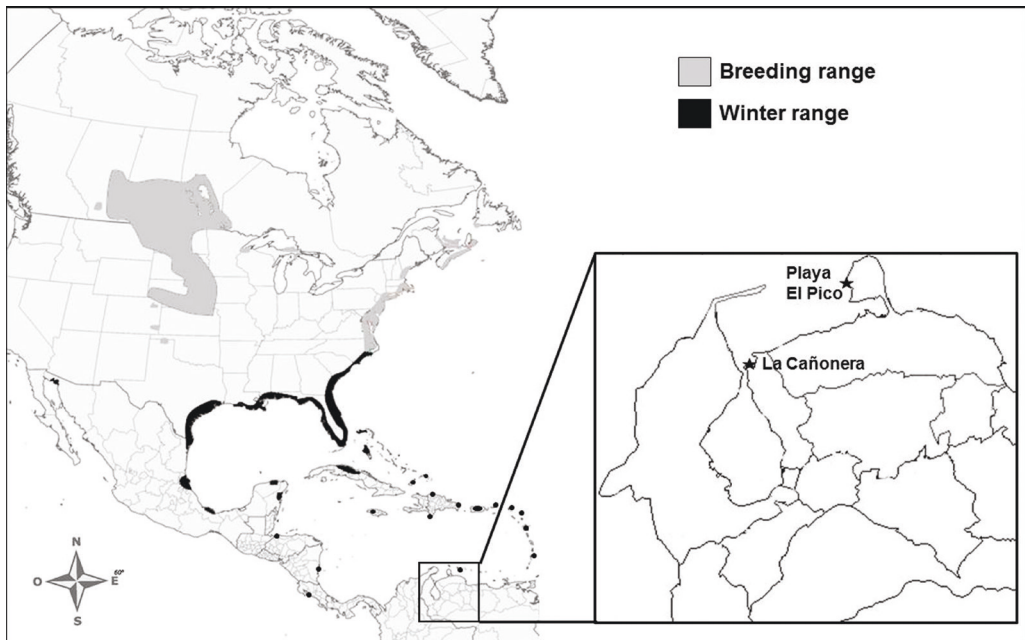 Breeding range
Winter range
Playa
El Pico
La Cañonera
N
O
E
60°
S